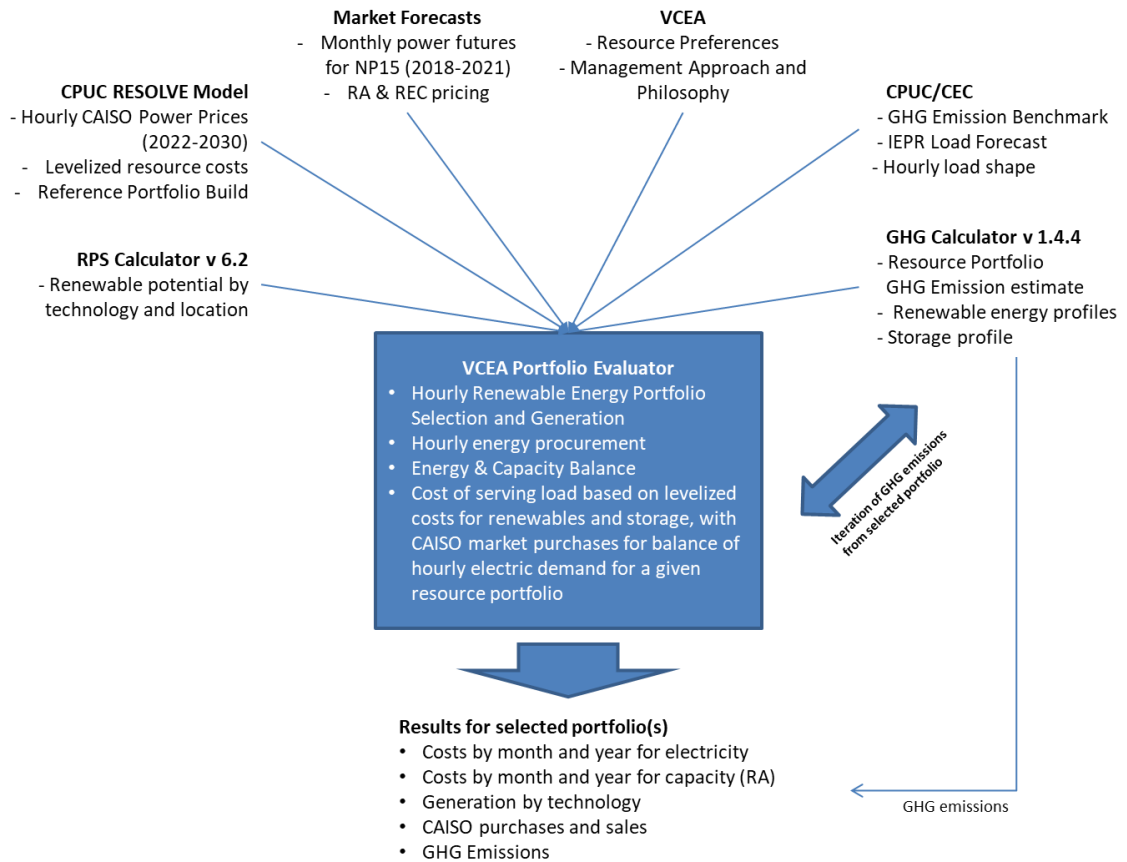 Market Forecasts
- Monthly power futures
for NP15 (2018-2021)
- RA & REC pricing
VCEA
- Resource Preferences
- Management Approach and
Philosophy
CPUC RESOLVE Model
- Hourly CAISO Power Prices
(2022-2030)
- Levelized resource costs
- Reference Portfolio Build
CPUC/CEC
- GHG Emission Benchmark
- IEPR Load Forecast
- Hourly load shape
RPS Calculator v 6.2
- Renewable potential by
technology and location
GHG Calculator v 1.4.4
- Resource Portfolio
GHG Emission estimate
- Renewable energy profiles
- Storage profile
VCEA Portfolio Evaluator
• Hourly Renewable Energy Portfolio
Selection and Generation
• Hourly energy procurement
• Energy & Capacity Balance
• Cost of serving load based on levelized
costs for renewables and storage, with
CAISO market purchases for balance of
hourly electric demand for a given
resource portfolio
Iteration of GHG emissions
from selected portfolio
Results for selected portfolio(s)
• Costs by month and year for electricity
• Costs by month and year for capacity (RA)
• Generation by technology
• CAISO purchases and sales
• GHG Emissions
GHG emissions